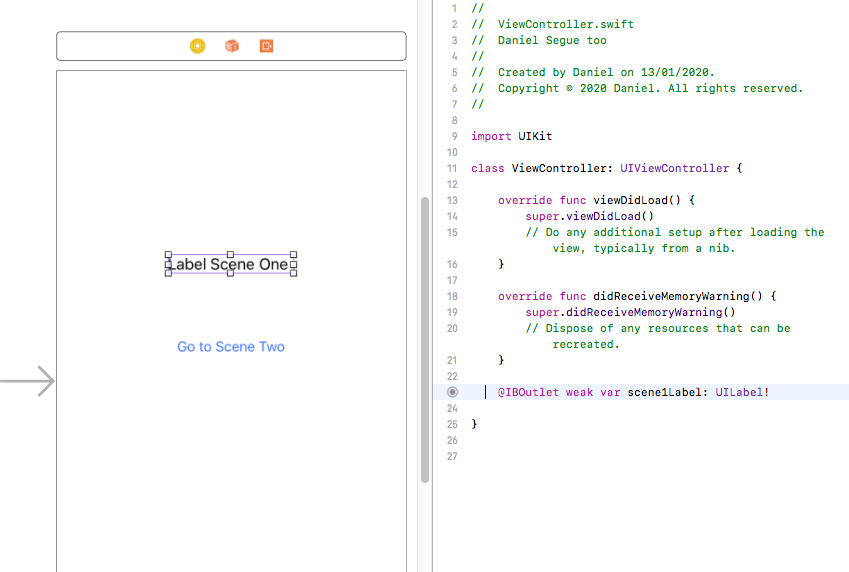 Label Scene One
Go to Scene Two
1 //
2 // ViewController.swift
3 // Daniel Segue too
4 //
5 // Created by Daniel on 13/01/2020.
6 // Copyright © 2020 Daniel. All rights reserved.
7 //
8
9 import UIKit
10
11 class ViewController: UIViewController {
12
13 override func viewDidLoad() {
14 super.viewDidLoad()
15 // Do any additional setup after loading the
view, typically from a nib.
16 }
17
18 override func didReceiveMemoryWarning() {
19 super.didReceiveMemoryWarning()
20 // Dispose of any resources that can be
recreated.
21 }
22
@IBOutlet weak var scene1Label: UILabel!
24
25 }
26
27